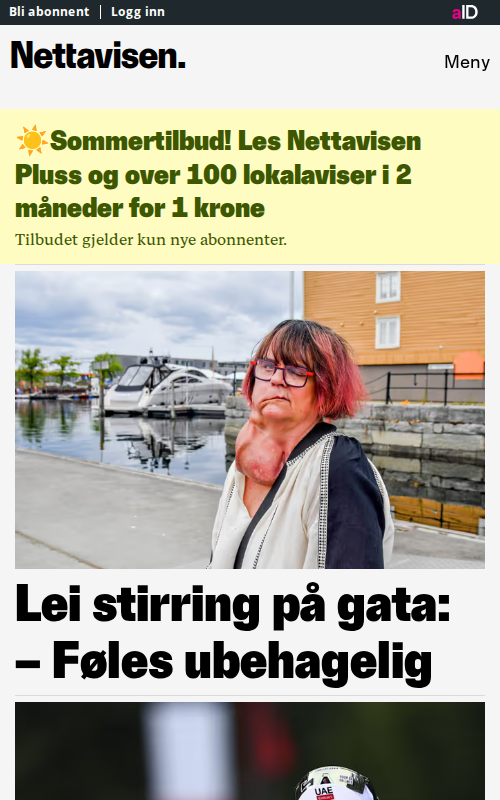 Bli abonnent | Logg inn
aID
Nettavisen.
Meny
☀️Sommertilbud! Les Nettavisen
Pluss og over 100 lokalaviser i 2
måneder for 1 krone
Tilbudet gjelder kun nye abonnenter.
Lei stirring på gata:
– Føles ubehagelig
UAE